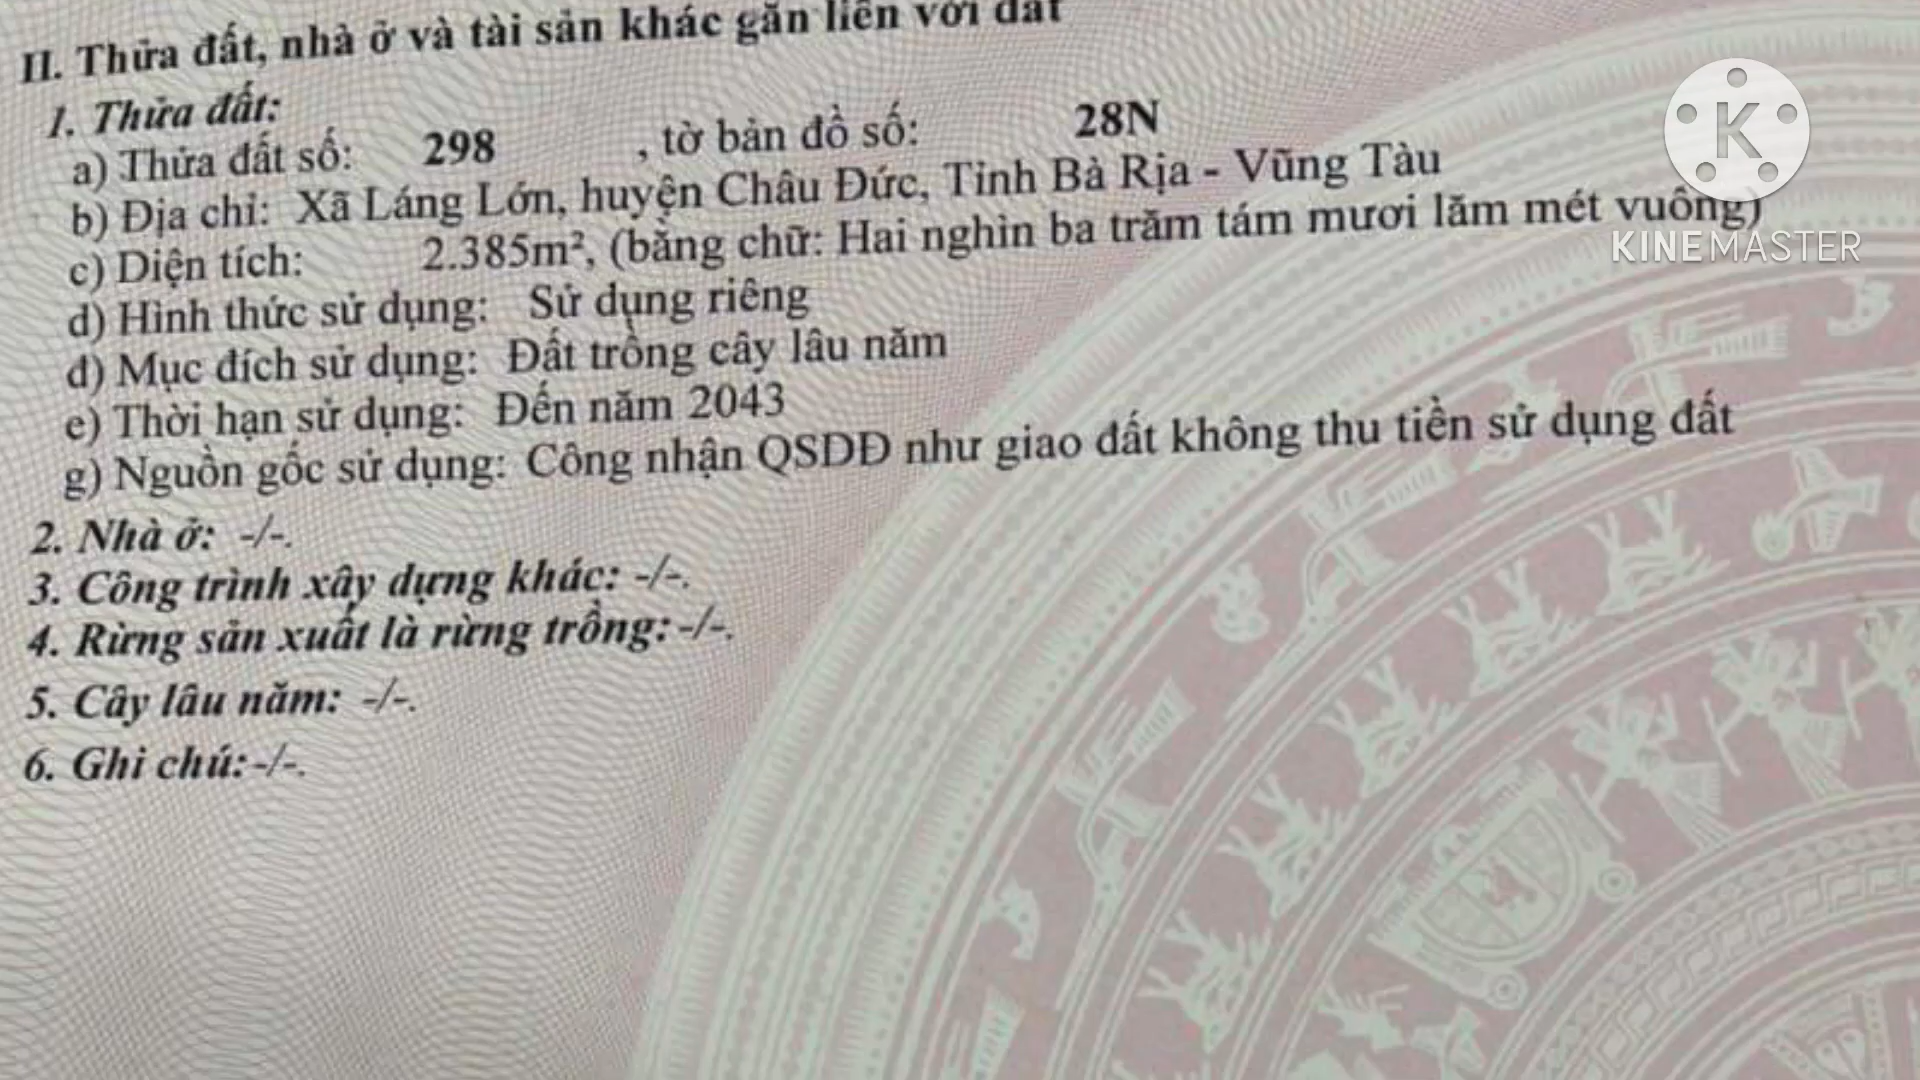 II. Thửa đất, nhà ở và tài sản khác gắn liền với đất
1. Thửa đất:
a) Thửa đất số: 298 , tờ bản đồ số: 28N
b) Địa chỉ: Xã Láng Lớn, huyện Châu Đức, Tỉnh Bà Rịa - Vũng Tàu
c) Diện tích: 2.385m², (bằng chữ: Hai nghìn ba trăm tám mươi lăm mét vuông)
d) Hình thức sử dụng: Sử dụng riêng
đ) Mục đích sử dụng: Đất trồng cây lâu năm
e) Thời hạn sử dụng: Đến năm 2043
g) Nguồn gốc sử dụng: Công nhận QSDĐ như giao đất không thu tiền sử dụng đất
2. Nhà ở: -/-.
3. Công trình xây dựng khác: -/-.
4. Rừng sản xuất là rừng trồng: -/-.
5. Cây lâu năm: -/-.
6. Ghi chú: -/-.
K
KINEMASTER